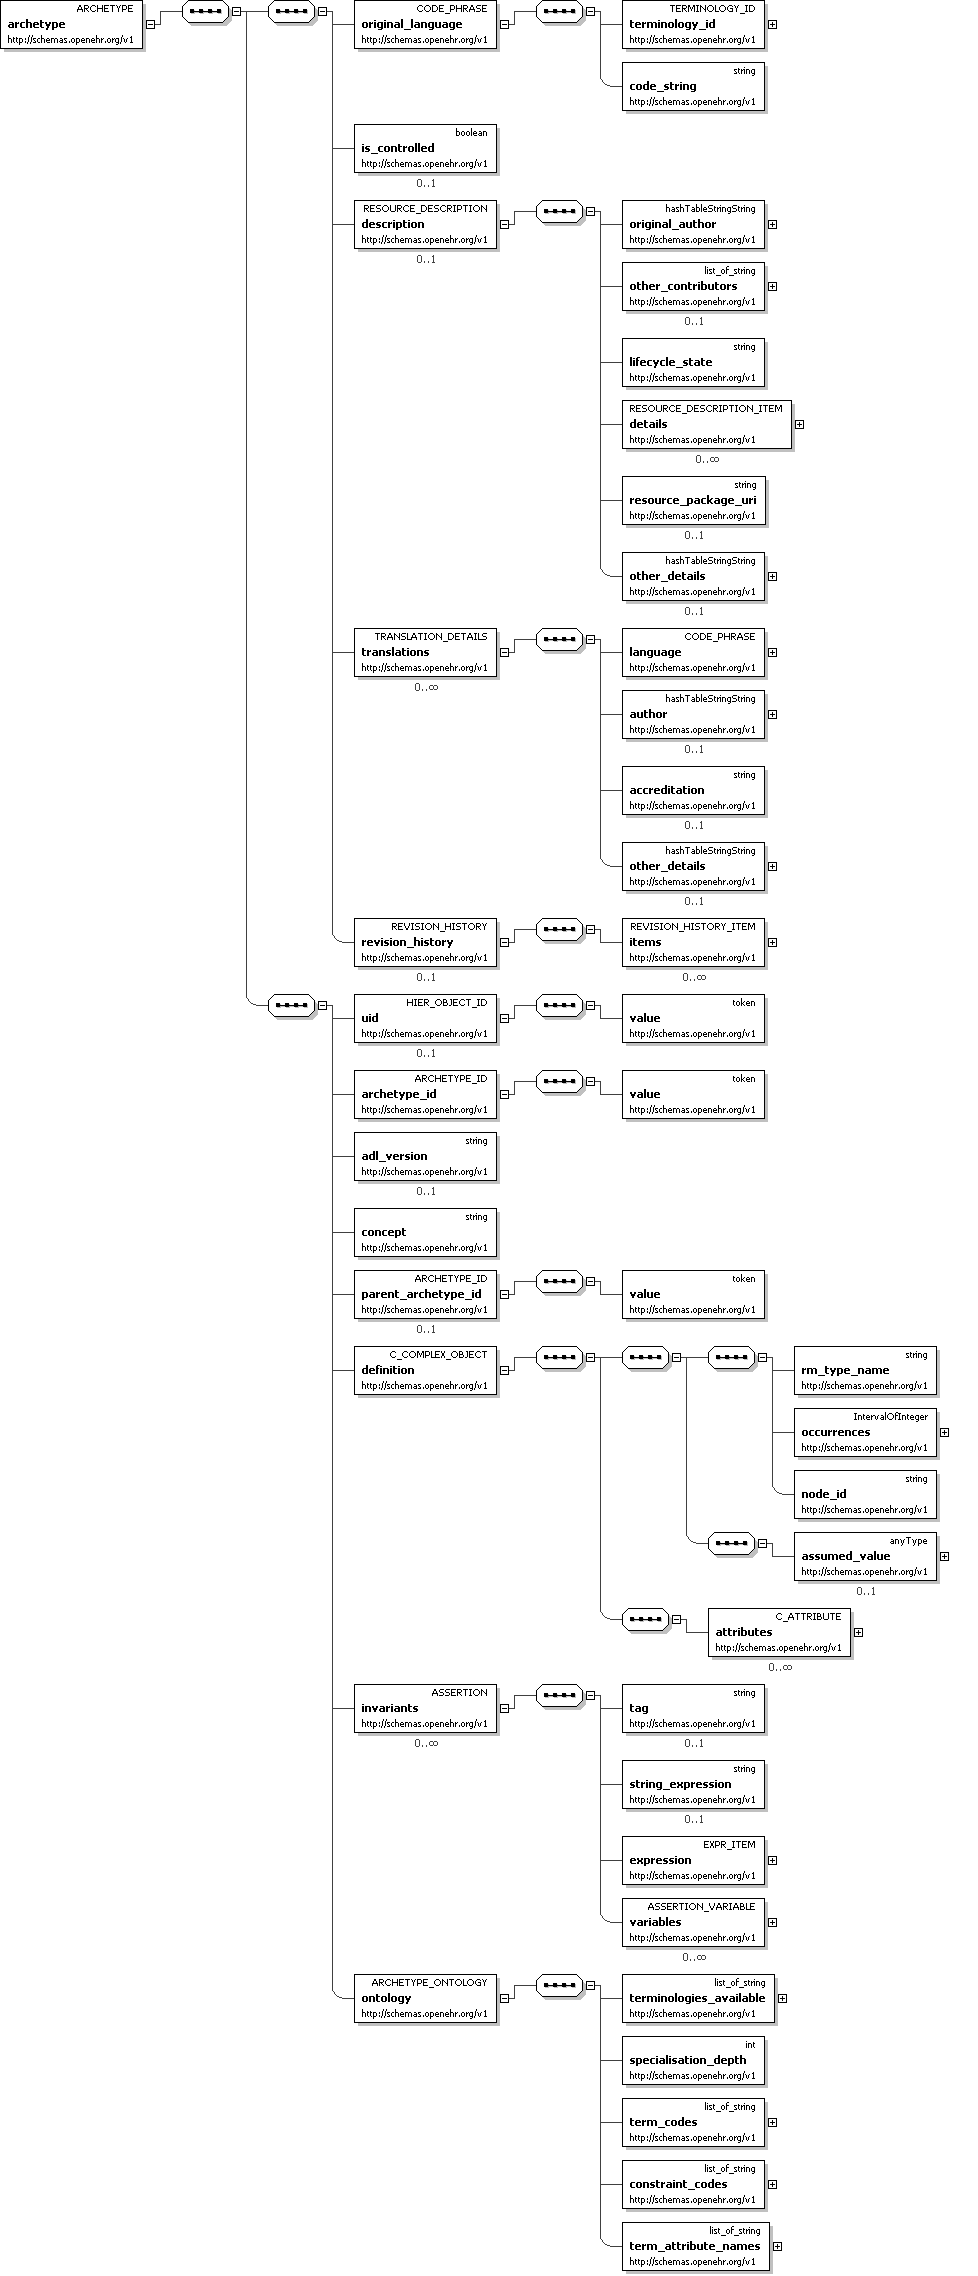 ARCHETYPE
archetype
http://schemas.openehr.org/v1
CODE_PHRASE
original_language
http://schemas.openehr.org/v1
TERMINOLOGY_ID
terminology_id
http://schemas.openehr.org/v1
string
code_string
http://schemas.openehr.org/v1
boolean
is_controlled
http://schemas.openehr.org/v1
0..1
RESOURCE_DESCRIPTION
description
http://schemas.openehr.org/v1
0..1
hashTableStringString
original_author
http://schemas.openehr.org/v1
list_of_string
other_contributors
http://schemas.openehr.org/v1
0..1
string
lifecycle_state
http://schemas.openehr.org/v1
RESOURCE_DESCRIPTION_ITEM
details
http://schemas.openehr.org/v1
0..∞
string
resource_package_uri
http://schemas.openehr.org/v1
0..1
hashTableStringString
other_details
http://schemas.openehr.org/v1
0..1
TRANSLATION_DETAILS
translations
http://schemas.openehr.org/v1
0..∞
CODE_PHRASE
language
http://schemas.openehr.org/v1
hashTableStringString
author
http://schemas.openehr.org/v1
0..1
string
accreditation
http://schemas.openehr.org/v1
0..1
hashTableStringString
other_details
http://schemas.openehr.org/v1
0..1
REVISION_HISTORY
revision_history
http://schemas.openehr.org/v1
0..1
REVISION_HISTORY_ITEM
items
http://schemas.openehr.org/v1
0..∞
HIER_OBJECT_ID
uid
http://schemas.openehr.org/v1
0..1
token
value
http://schemas.openehr.org/v1
ARCHETYPE_ID
archetype_id
http://schemas.openehr.org/v1
token
value
http://schemas.openehr.org/v1
string
adl_version
http://schemas.openehr.org/v1
0..1
string
concept
http://schemas.openehr.org/v1
ARCHETYPE_ID
parent_archetype_id
http://schemas.openehr.org/v1
0..1
token
value
http://schemas.openehr.org/v1
C_COMPLEX_OBJECT
definition
http://schemas.openehr.org/v1
string
rm_type_name
http://schemas.openehr.org/v1
IntervalOfInteger
occurrences
http://schemas.openehr.org/v1
string
node_id
http://schemas.openehr.org/v1
anyType
assumed_value
http://schemas.openehr.org/v1
0..1
C_ATTRIBUTE
attributes
http://schemas.openehr.org/v1
0..∞
ASSERTION
invariants
http://schemas.openehr.org/v1
0..∞
string
tag
http://schemas.openehr.org/v1
0..1
string
string_expression
http://schemas.openehr.org/v1
0..1
EXPR_ITEM
expression
http://schemas.openehr.org/v1
ASSERTION_VARIABLE
variables
http://schemas.openehr.org/v1
0..∞
ARCHETYPE_ONTOLOGY
ontology
http://schemas.openehr.org/v1
list_of_string
terminologies_available
http://schemas.openehr.org/v1
int
specialisation_depth
http://schemas.openehr.org/v1
list_of_string
term_codes
http://schemas.openehr.org/v1
list_of_string
constraint_codes
http://schemas.openehr.org/v1
list_of_string
term_attribute_names
http://schemas.openehr.org/v1